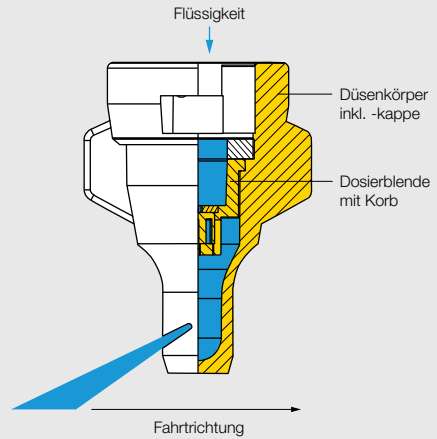 Flüssigkeit
Düsenkörper
inkl. -kappe
Dosierblende
mit Korb
Fahrtrichtung